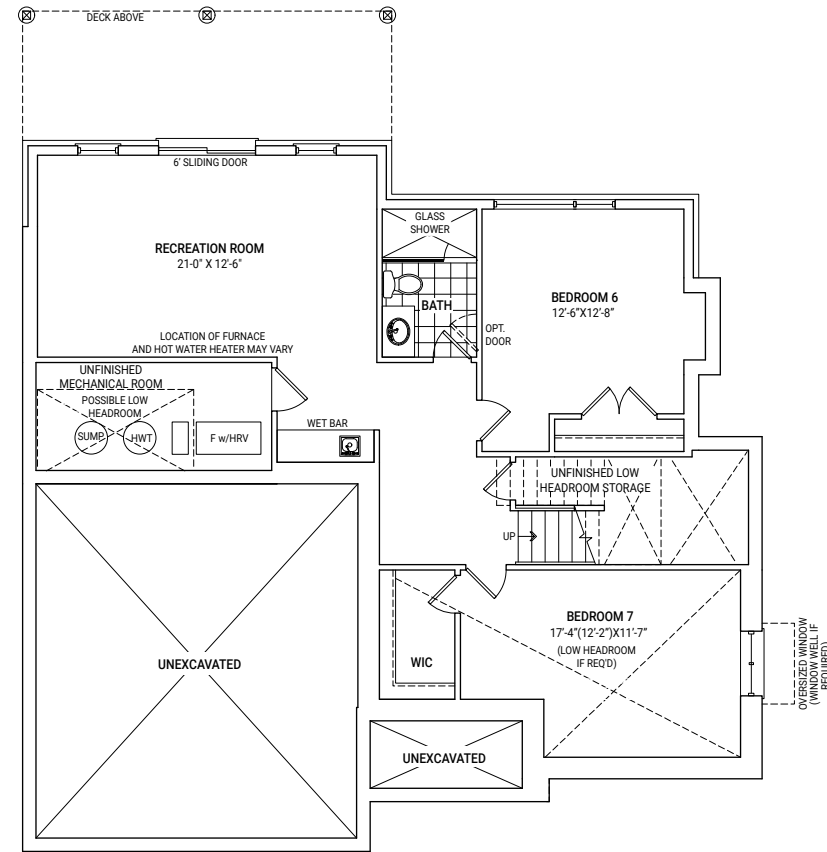 DECK ABOVE
6' SLIDING DOOR
RECREATION ROOM
21-0" X 12'-6"
GLASS
SHOWER
BATH
OPT.
DOOR
BEDROOM 6
12'-6"X12'-8"
LOCATION OF FURNACE
AND HOT WATER HEATER MAY VARY
UNFINISHED
MECHANICAL ROOM
POSSIBLE LOW
HEADROOM
SUMP
HWT
F w/HRV
WET BAR
UNFINISHED LOW
HEADROOM STORAGE
UP
UNEXCAVATED
WIC
BEDROOM 7
17'-4"(12'-2")X11'-7"
(LOW HEADROOM
IF REQ'D)
OVERSIZED WINDOW
(WINDOW WELL IF
REQUIRED)
UNEXCAVATED